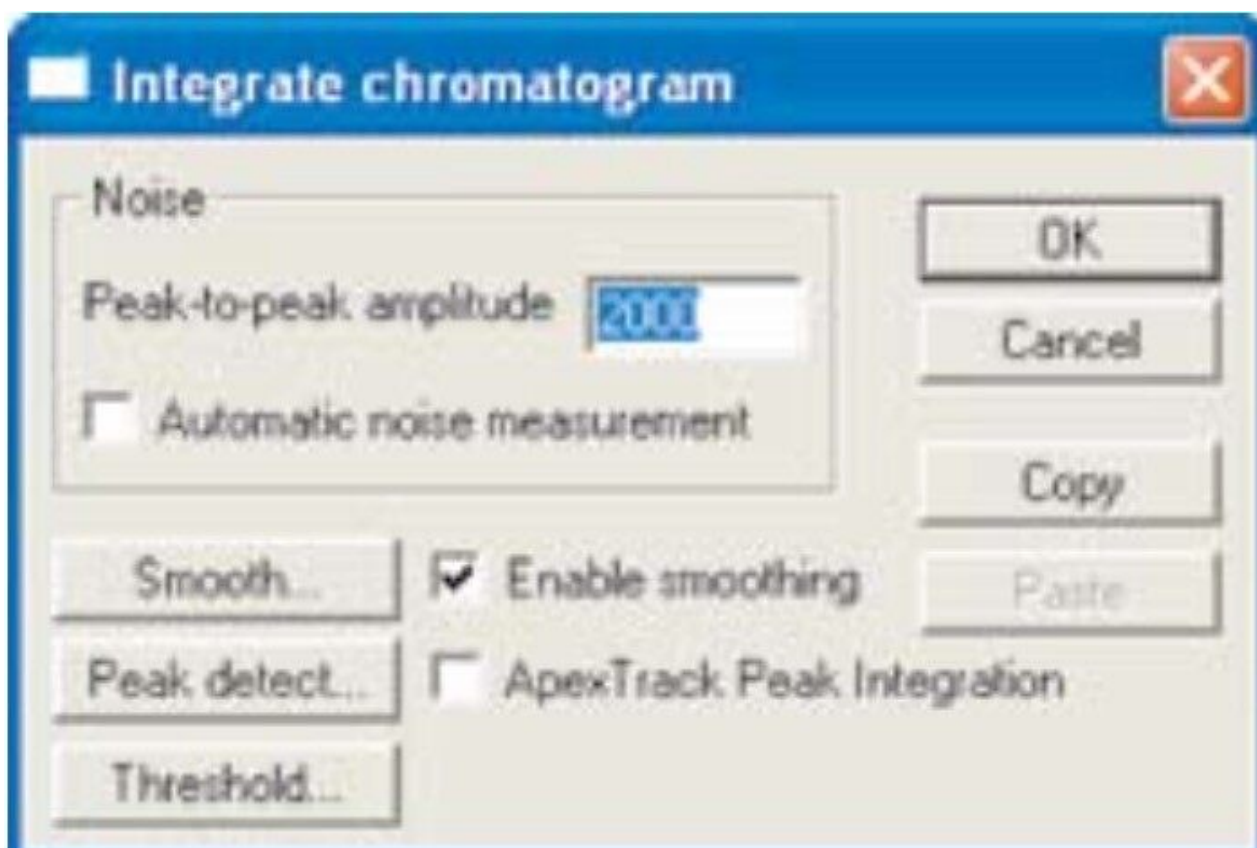 Integrate chromatogram
Noise
Peak-to-peak amplitude 2000
Automatic noise measurement
OK
Cancel
Copy
Paste
Smooth...
Enable smoothing
Peak detect...
ApexTrack Peak Integration
Threshold...